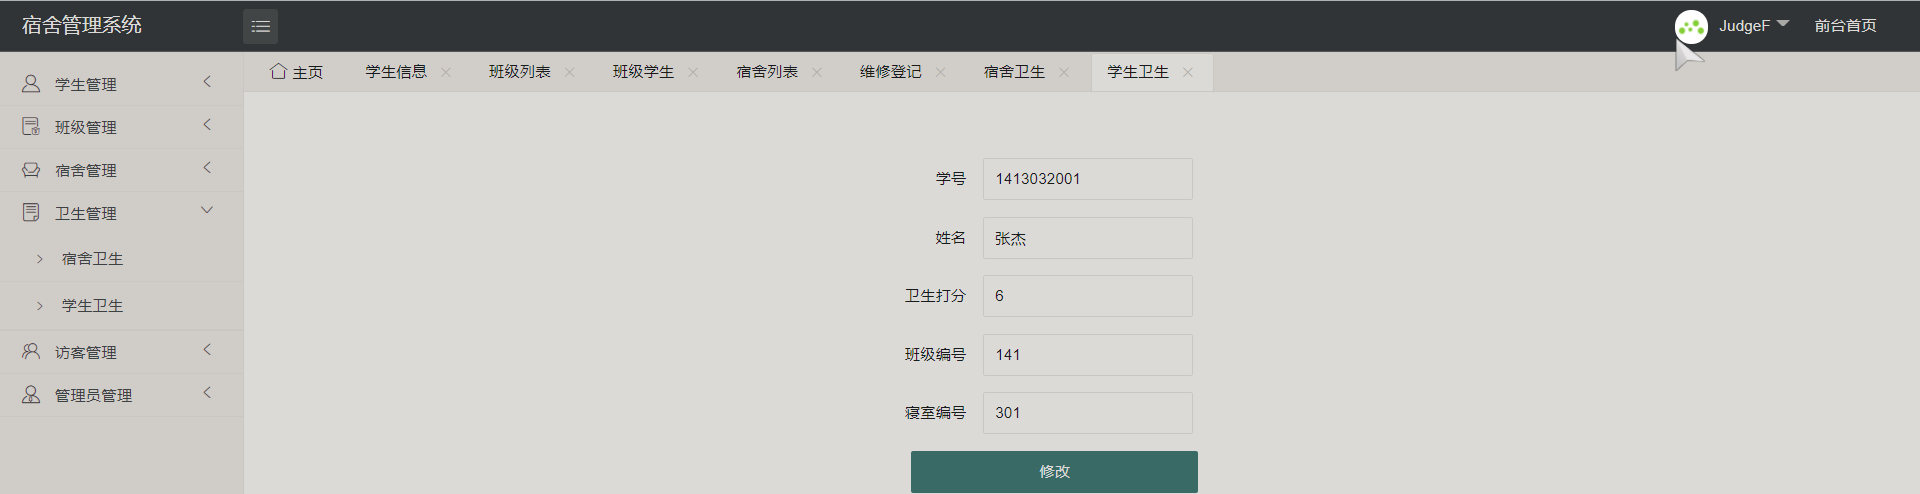 宿舍管理系统
JudgeF 前台首页
主页 学生信息 班级列表 班级学生 宿舍列表 维修登记 宿舍卫生 学生卫生
学生管理
班级管理
宿舍管理
卫生管理
宿舍卫生
学生卫生
访客管理
管理员管理
学号 1413032001
姓名 张杰
卫生打分 6
班级编号 141
寝室编号 301
修改